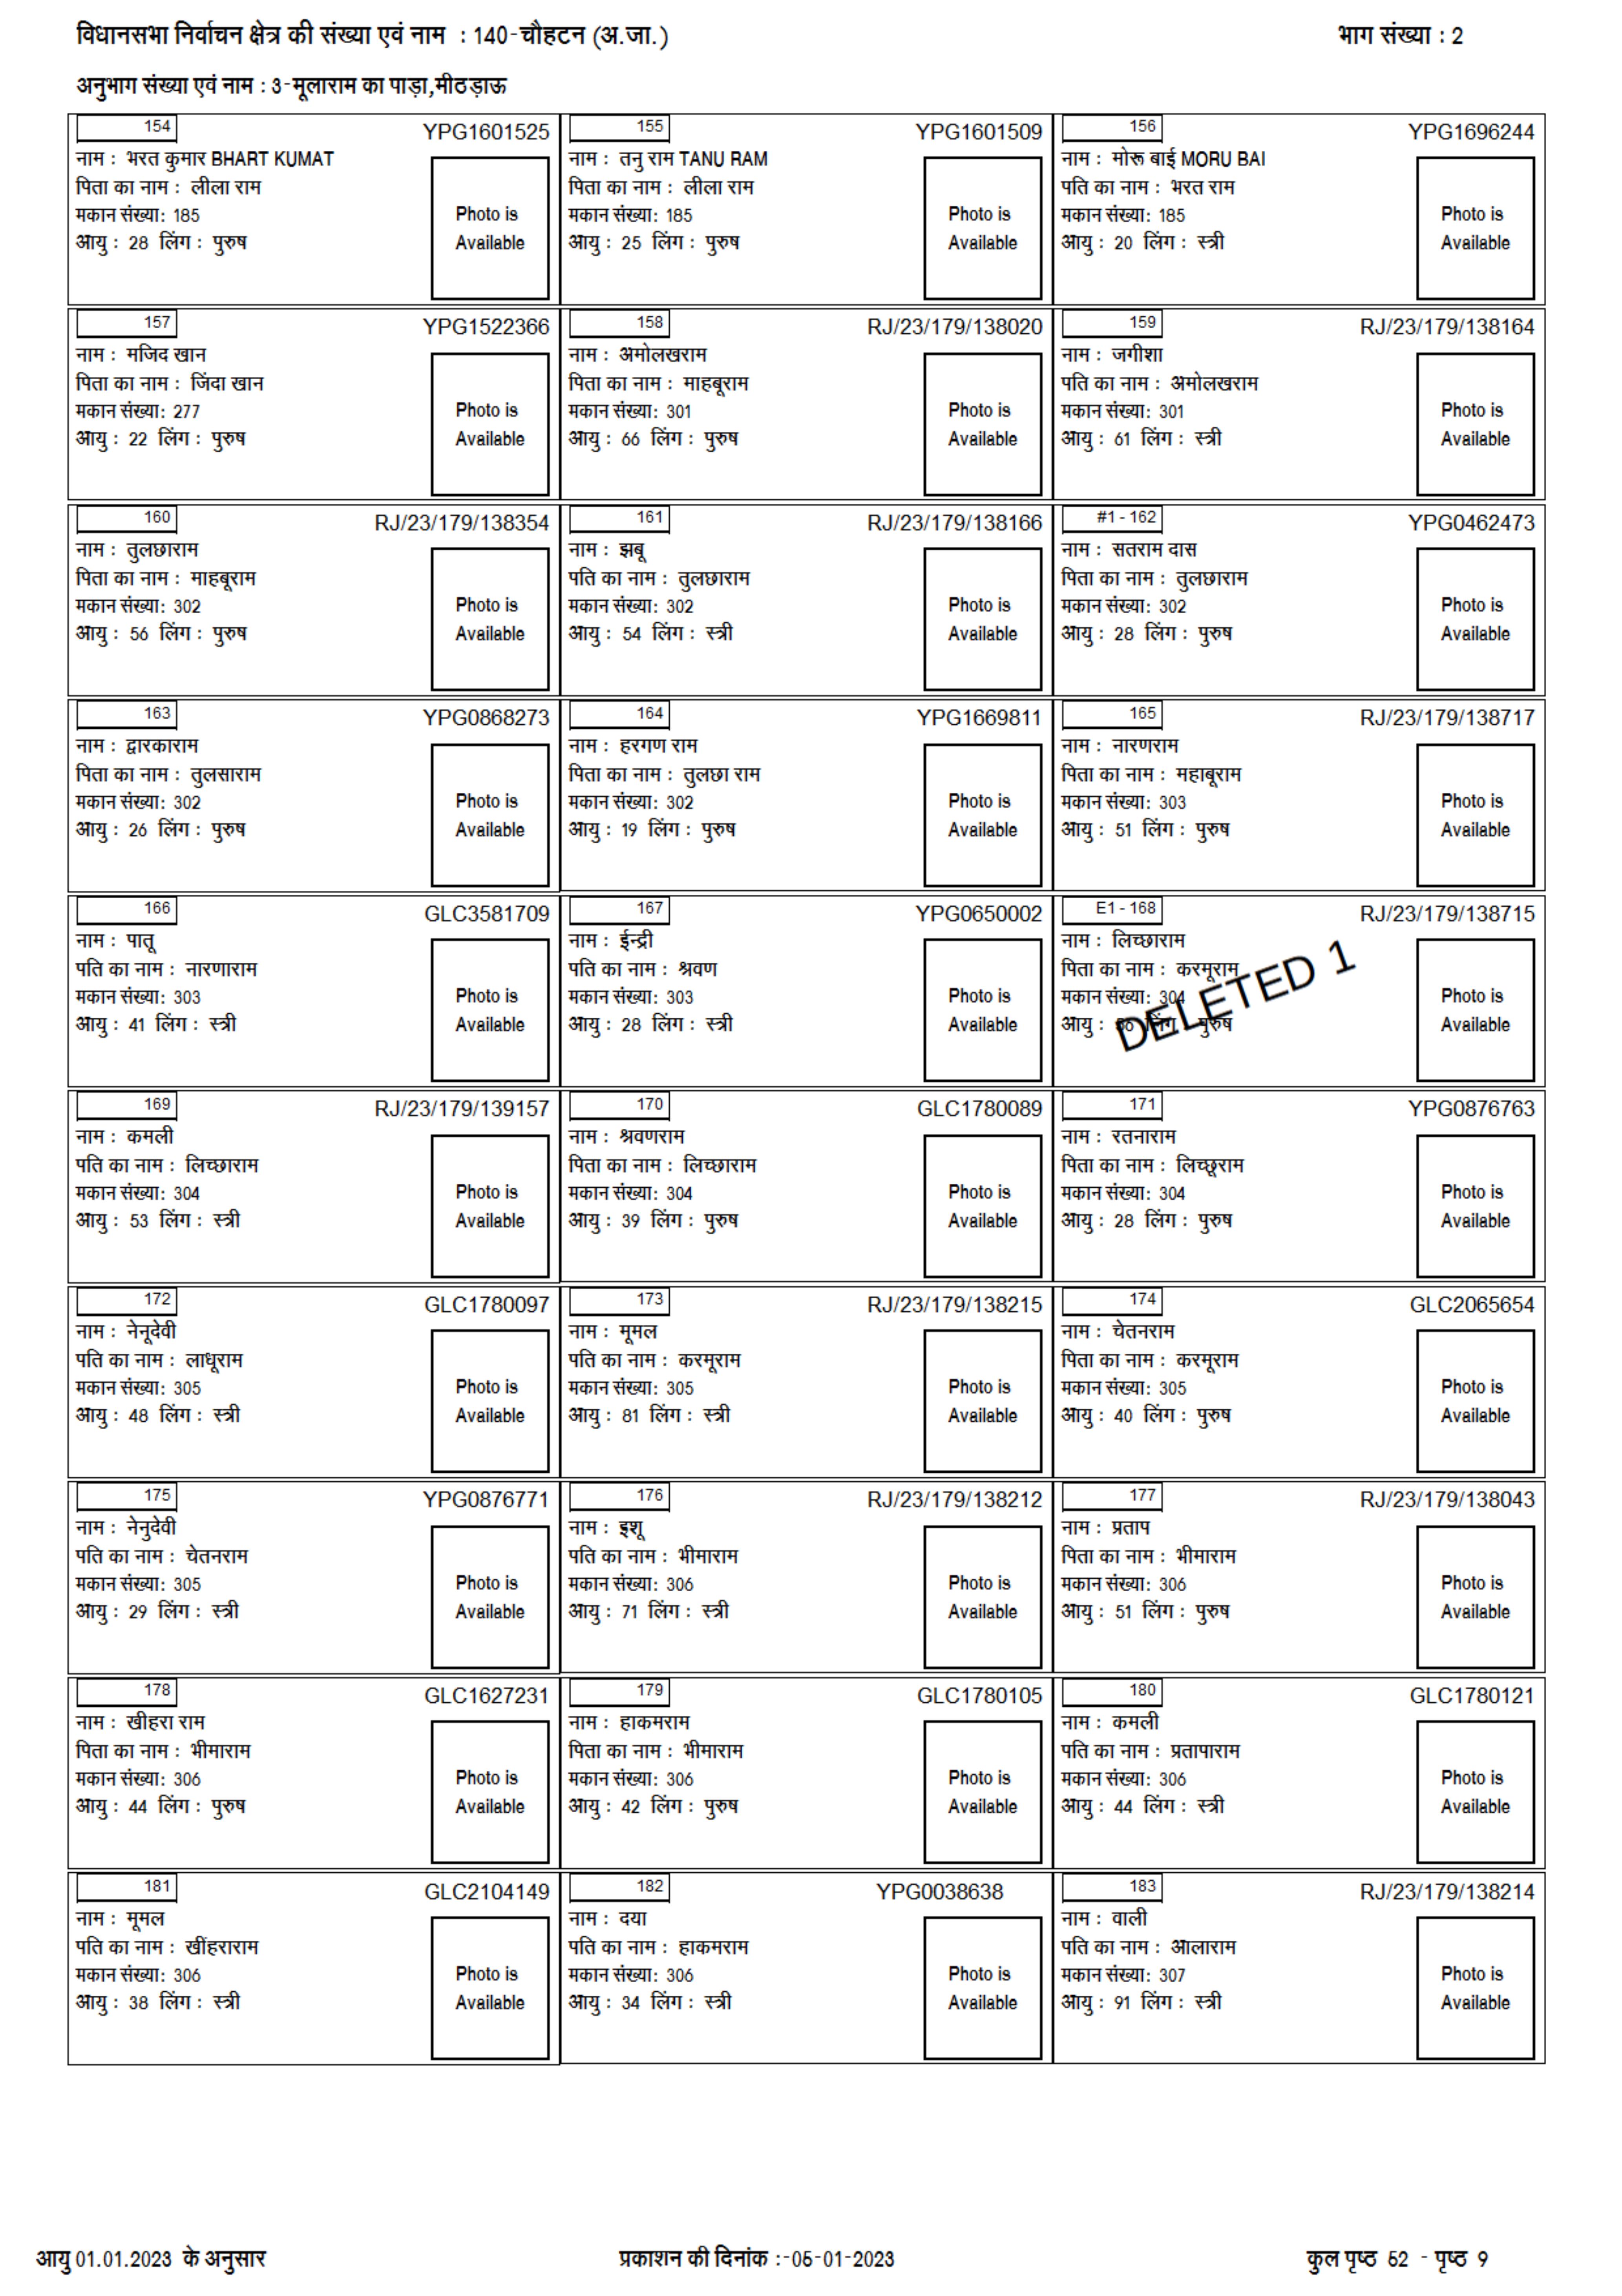 विधानसभा निर्वाचन क्षेत्र की संख्या एवं नाम : 140-चौहटन (अ.जा.)
भाग संख्या : 2
अनुभाग संख्या एवं नाम : 3-मूलाराम का पाड़ा,मीठड़ाऊ
154 YPG1601525
नाम : भरत कुमार BHART KUMAT
पिता का नाम : लीला राम
मकान संख्या: 185
आयु : 28 लिंग : पुरुष
Photo is
Available
155 YPG1601509
नाम : तनु राम TANU RAM
पिता का नाम : लीला राम
मकान संख्या: 185
आयु : 25 लिंग : पुरुष
Photo is
Available
156 YPG1696244
नाम : मोरू बाई MORU BAI
पति का नाम : भरत राम
मकान संख्या: 185
आयु : 20 लिंग : स्त्री
Photo is
Available
157 YPG1522366
नाम : मजिद खान
पिता का नाम : जिंदा खान
मकान संख्या: 277
आयु : 22 लिंग : पुरुष
Photo is
Available
158 RJ/23/179/138020
नाम : अमोलखराम
पिता का नाम : माहबूराम
मकान संख्या: 301
आयु : 66 लिंग : पुरुष
Photo is
Available
159 RJ/23/179/138164
नाम : जगीशा
पति का नाम : अमोलखराम
मकान संख्या: 301
आयु : 61 लिंग : स्त्री
Photo is
Available
160 RJ/23/179/138354
नाम : तुलछाराम
पिता का नाम : माहबूराम
मकान संख्या: 302
आयु : 56 लिंग : पुरुष
Photo is
Available
161 RJ/23/179/138166
नाम : झबू
पति का नाम : तुलछाराम
मकान संख्या: 302
आयु : 54 लिंग : स्त्री
Photo is
Available
#1 - 162 YPG0462473
नाम : सतराम दास
पिता का नाम : तुलछाराम
मकान संख्या: 302
आयु : 28 लिंग : पुरुष
Photo is
Available
163 YPG0868273
नाम : द्वारकाराम
पिता का नाम : तुलसाराम
मकान संख्या: 302
आयु : 26 लिंग : पुरुष
Photo is
Available
164 YPG1669811
नाम : हरगण राम
पिता का नाम : तुलछा राम
मकान संख्या: 302
आयु : 19 लिंग : पुरुष
Photo is
Available
165 RJ/23/179/138717
नाम : नारणराम
पिता का नाम : महाबूराम
मकान संख्या: 303
आयु : 51 लिंग : पुरुष
Photo is
Available
166 GLC3581709
नाम : पातू
पति का नाम : नारणाराम
मकान संख्या: 303
आयु : 41 लिंग : स्त्री
Photo is
Available
167 YPG0650002
नाम : ईन्द्री
पति का नाम : श्रवण
मकान संख्या: 303
आयु : 28 लिंग : स्त्री
Photo is
Available
E1 - 168 RJ/23/179/138715
नाम : लिच्छाराम
पिता का नाम : करमूराम
मकान संख्या: 304
आयु : लिंग : पुरुष
DELETED 1
Photo is
Available
169 RJ/23/179/139157
नाम : कमली
पति का नाम : लिच्छाराम
मकान संख्या: 304
आयु : 53 लिंग : स्त्री
Photo is
Available
170 GLC1780089
नाम : श्रवणराम
पिता का नाम : लिच्छाराम
मकान संख्या: 304
आयु : 39 लिंग : पुरुष
Photo is
Available
171 YPG0876763
नाम : रतनाराम
पिता का नाम : लिच्छूराम
मकान संख्या: 304
आयु : 28 लिंग : पुरुष
Photo is
Available
172 GLC1780097
नाम : नेनूदेवी
पति का नाम : लाधूराम
मकान संख्या: 305
आयु : 48 लिंग : स्त्री
Photo is
Available
173 RJ/23/179/138215
नाम : मूमल
पति का नाम : करमूराम
मकान संख्या: 305
आयु : 81 लिंग : स्त्री
Photo is
Available
174 GLC2065654
नाम : चेतनराम
पिता का नाम : करमूराम
मकान संख्या: 305
आयु : 40 लिंग : पुरुष
Photo is
Available
175 YPG0876771
नाम : नेनुदेवी
पति का नाम : चेतनराम
मकान संख्या: 305
आयु : 29 लिंग : स्त्री
Photo is
Available
176 RJ/23/179/138212
नाम : इशू
पति का नाम : भीमाराम
मकान संख्या: 306
आयु : 71 लिंग : स्त्री
Photo is
Available
177 RJ/23/179/138043
नाम : प्रताप
पिता का नाम : भीमाराम
मकान संख्या: 306
आयु : 51 लिंग : पुरुष
Photo is
Available
178 GLC1627231
नाम : खीहरा राम
पिता का नाम : भीमाराम
मकान संख्या: 306
आयु : 44 लिंग : पुरुष
Photo is
Available
179 GLC1780105
नाम : हाकमराम
पिता का नाम : भीमाराम
मकान संख्या: 306
आयु : 42 लिंग : पुरुष
Photo is
Available
180 GLC1780121
नाम : कमली
पति का नाम : प्रतापाराम
मकान संख्या: 306
आयु : 44 लिंग : स्त्री
Photo is
Available
181 GLC2104149
नाम : मूमल
पति का नाम : खींहराराम
मकान संख्या: 306
आयु : 38 लिंग : स्त्री
Photo is
Available
182 YPG0038638
नाम : दया
पति का नाम : हाकमराम
मकान संख्या: 306
आयु : 34 लिंग : स्त्री
Photo is
Available
183 RJ/23/179/138214
नाम : वाली
पति का नाम : आलाराम
मकान संख्या: 307
आयु : 91 लिंग : स्त्री
Photo is
Available
आयु 01.01.2023 के अनुसार
प्रकाशन की दिनांक :-05-01-2023
कुल पृष्ठ 52 - पृष्ठ 9